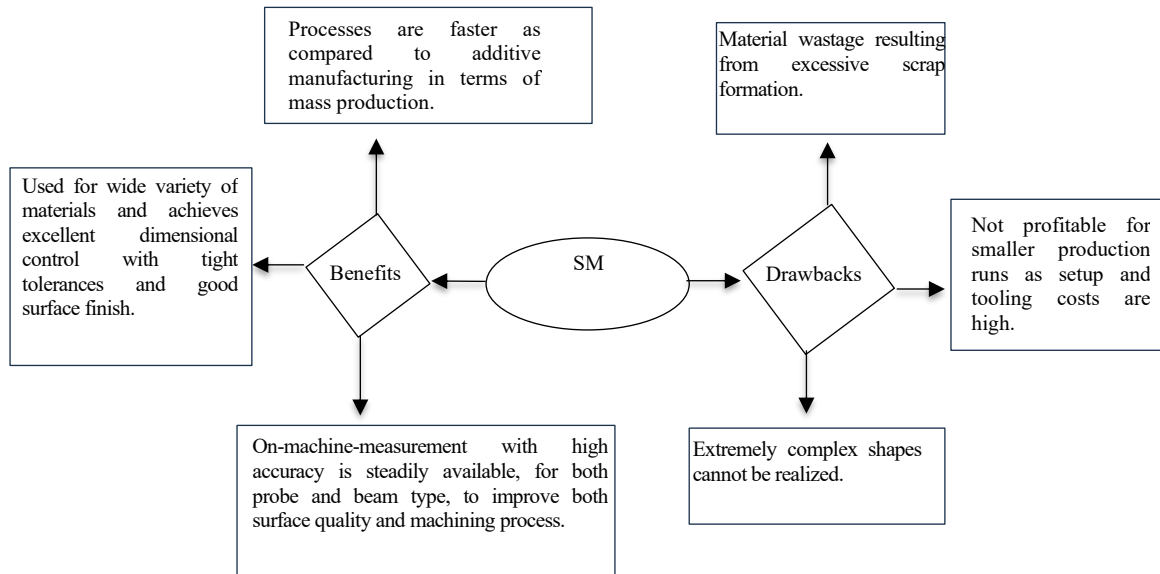 Processes are faster as
compared to additive
manufacturing in terms of
mass production.
Material wastage resulting
from excessive scrap
formation.
Used for wide variety of
materials and achieves
excellent dimensional
control with tight
tolerances and good
surface finish.
Benefits
SM
Drawbacks
Not profitable for
smaller production
runs as setup and
tooling costs are
high.
On-machine-measurement with high
accuracy is steadily available, for both
probe and beam type, to improve both
surface quality and machining process.
Extremely complex shapes
cannot be realized.